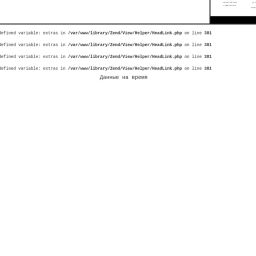 defined variable: extras in /var/www/library/Zend/View/Helper/HeadLink.php on line 381
defined variable: extras in /var/www/library/Zend/View/Helper/HeadLink.php on line 381
defined variable: extras in /var/www/library/Zend/View/Helper/HeadLink.php on line 381
defined variable: extras in /var/www/library/Zend/View/Helper/HeadLink.php on line 381
Данные на время